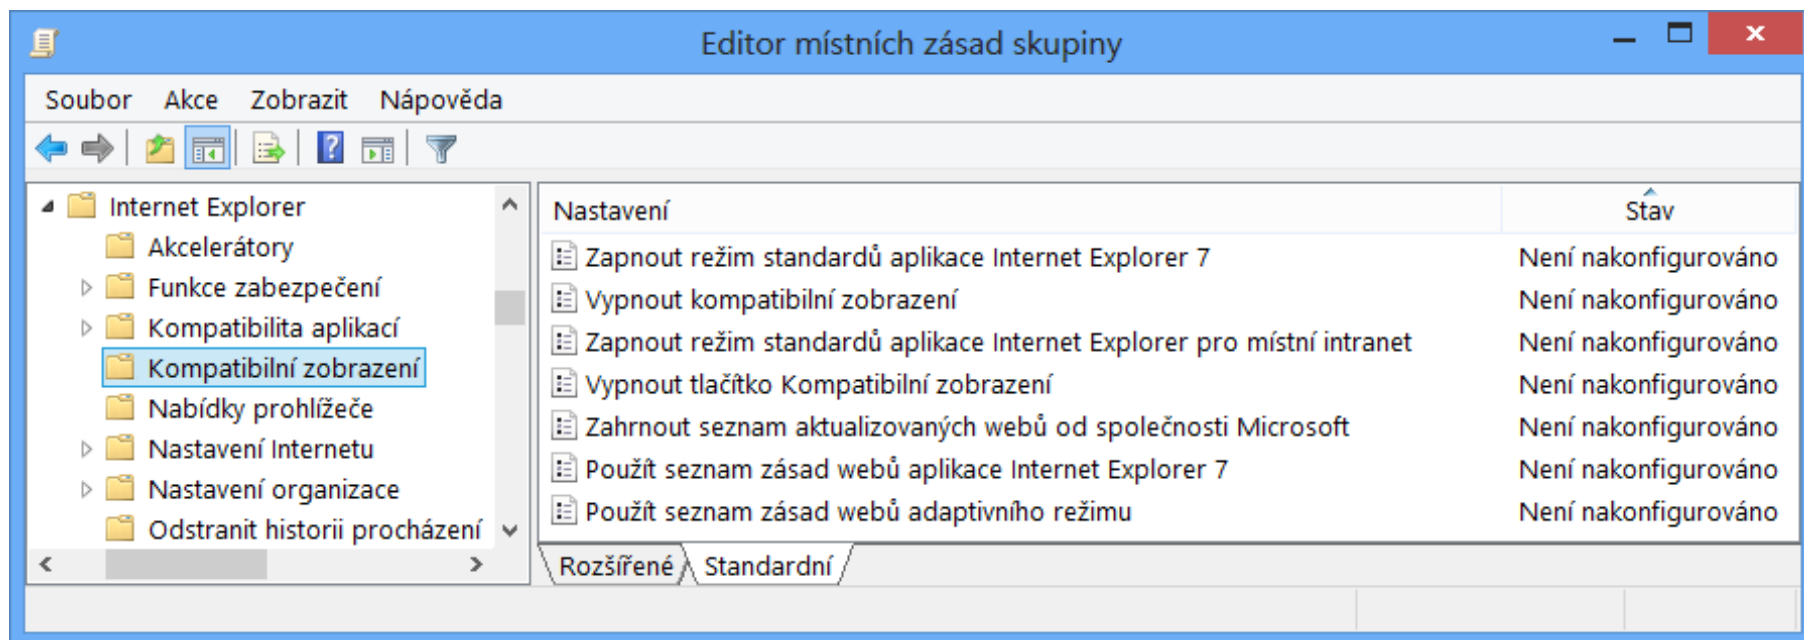 Editor místních zásad skupiny
Soubor Akce Zobrazit Nápověda
Internet Explorer
Akcelerátory
Funkce zabezpečení
Kompatibilita aplikací
Kompatibilní zobrazení
Nabídky prohlížeče
Nastavení Internetu
Nastavení organizace
Odstranit historii procházení
Nastavení Stav
Zapnout režim standardů aplikace Internet Explorer 7 Není nakonfigurováno
Vypnout kompatibilní zobrazení Není nakonfigurováno
Zapnout režim standardů aplikace Internet Explorer pro místní intranet Není nakonfigurováno
Vypnout tlačítko Kompatibilní zobrazení Není nakonfigurováno
Zahrnout seznam aktualizovaných webů od společnosti Microsoft Není nakonfigurováno
Použít seznam zásad webů aplikace Internet Explorer 7 Není nakonfigurováno
Použít seznam zásad webů adaptivního režimu Není nakonfigurováno
Rozšířené Standardní